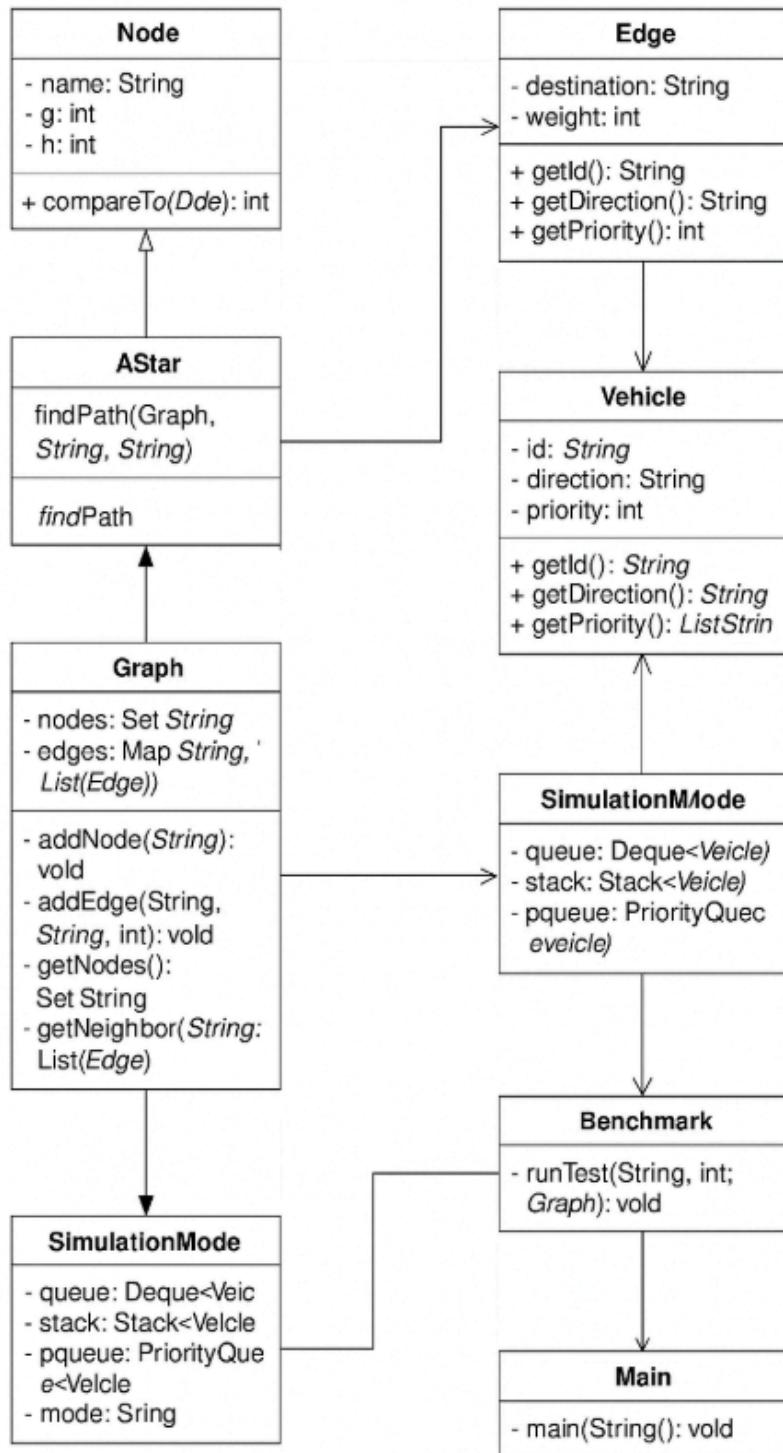 Node
- name: String
- g: int
- h: int
+ compareTo(Dde): int
AStar
findPath(Graph,
String, String)
findPath
Graph
- nodes: Set String
- edges: Map String, '
List(Edge))
- addNode(String):
vold
- addEdge(String,
String, int): vold
- getNodes():
Set String
- getNeighbor(String:
List(Edge)
SimulationMode
- queue: Deque<Veic
- stack: Stack<Velcle
- pqueue: PriorityQue
e<Velcle
- mode: Sring
Edge
- destination: String
- weight: int
+ getId(): String
+ getDirection(): String
+ getPriority(): int
Vehicle
- id: String
- direction: String
- priority: int
+ getId(): String
+ getDirection(): String
+ getPriority(): ListStrin
SimulationM/lode
- queue: Deque<Veicle)
- stack: Stack<Veicle)
- pqueue: PriorityQuec
eveicle)
Benchmark
- runTest(String, int;
Graph): vold
Main
- main(String(): vold